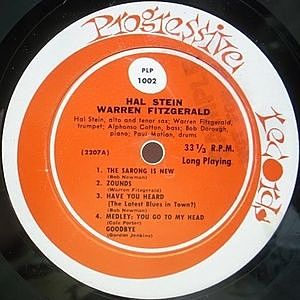 Progressive
records
PLP
1002
HAL STEIN
WARREN FITZGERALD
Hal Stein, alto and tenor sax; Warren Fitzgerald,
trumpet; Alphonso Cotton, bass; Bob Dorough,
piano; Paul Motian, drums
(2207A)
33 1/3 R.P.M.
Long Playing
1. THE SARONG IS NEW
(Bob Newman)
2. ZOUNDS
(Warren Fitzgerald)
3. HAVE YOU HEARD
(The Latest Blues in Town?)
(Bob Newman)
4. MEDLEY: YOU GO TO MY HEAD
(Cole Porter)
GOODBYE
(Gordon Jenkins)